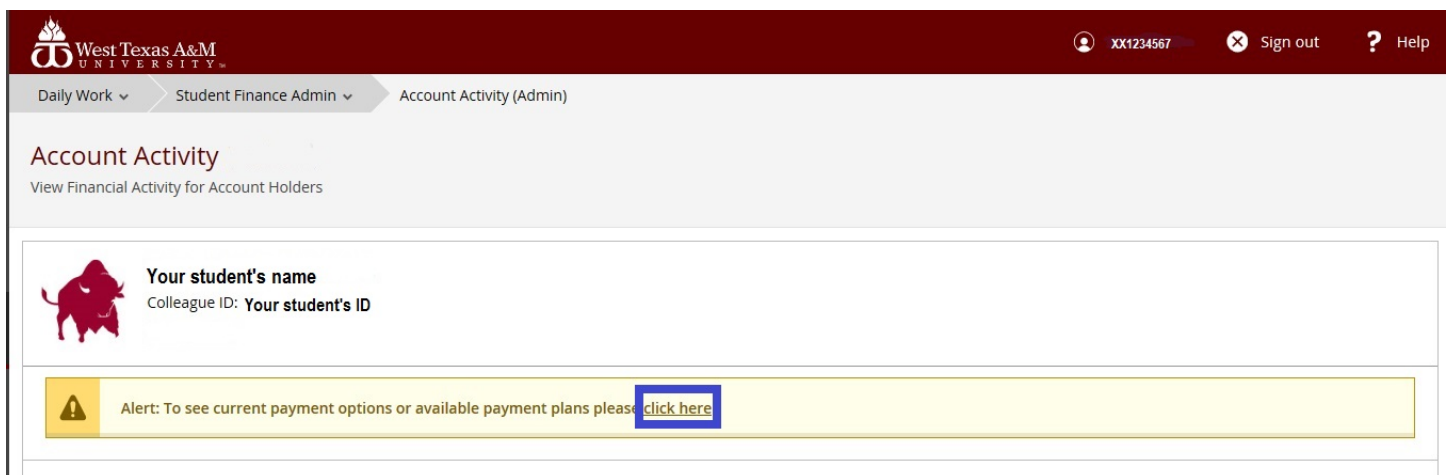 West Texas A&M
UNIVERSITY™
XX1234567
Sign out
? Help
Daily Work
Student Finance Admin
Account Activity (Admin)
Account Activity
View Financial Activity for Account Holders
Your student's name
Colleague ID: Your student's ID
Alert: To see current payment options or available payment plans please click here